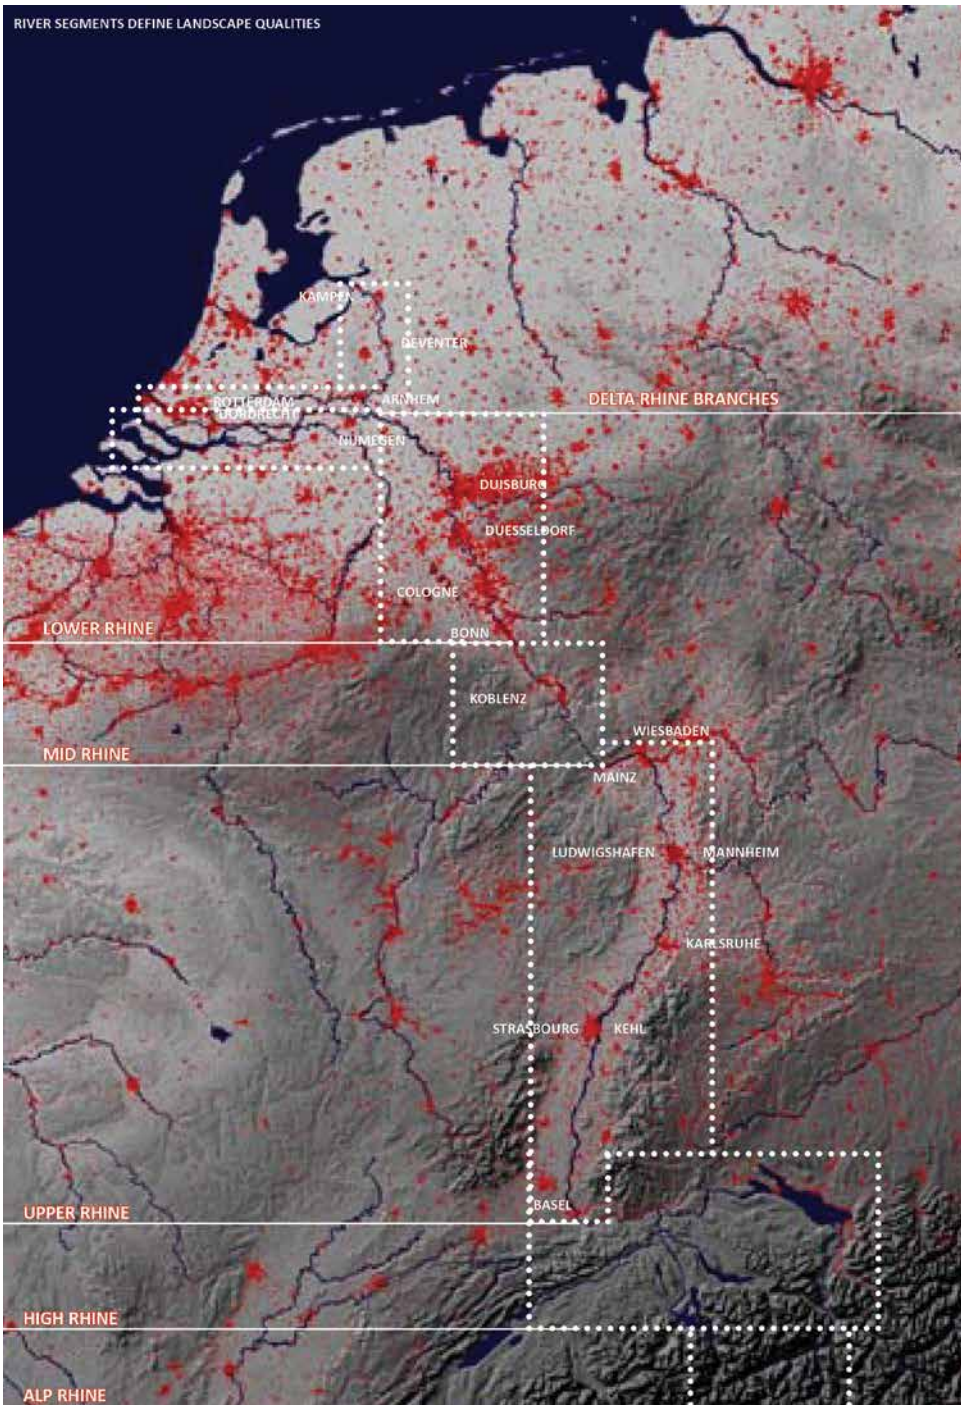 RIVER SEGMENTS DEFINE LANDSCAPE QUALITIES
KAMPEN
DEVENTER
ARNHEM
DELTA RHINE BRANCHES
ROTTERDAM
DORDRECHT
NIJMEGEN
DUISBURG
DUESSELDORF
COLOGNE
LOWER RHINE
BONN
KOBLENZ
WIESBADEN
MID RHINE
MAINZ
LUDWIGSHAFEN
MANNHEIM
KARLSRUHE
STRASBOURG
KEHL
BASEL
UPPER RHINE
HIGH RHINE
ALP RHINE